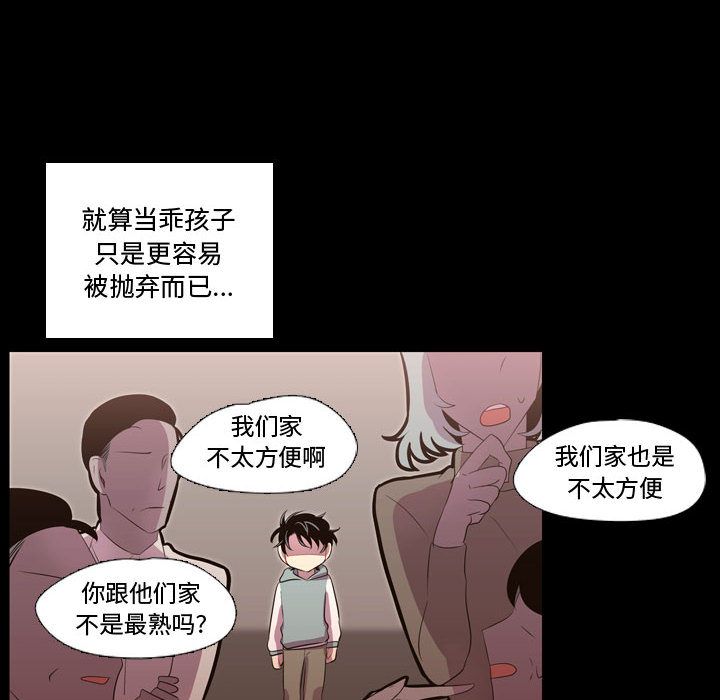 就算当乖孩子
只是更容易
被抛弃而已...
我们家
不太方便啊
我们家也是
不太方便
你跟他们家
不是最熟吗?